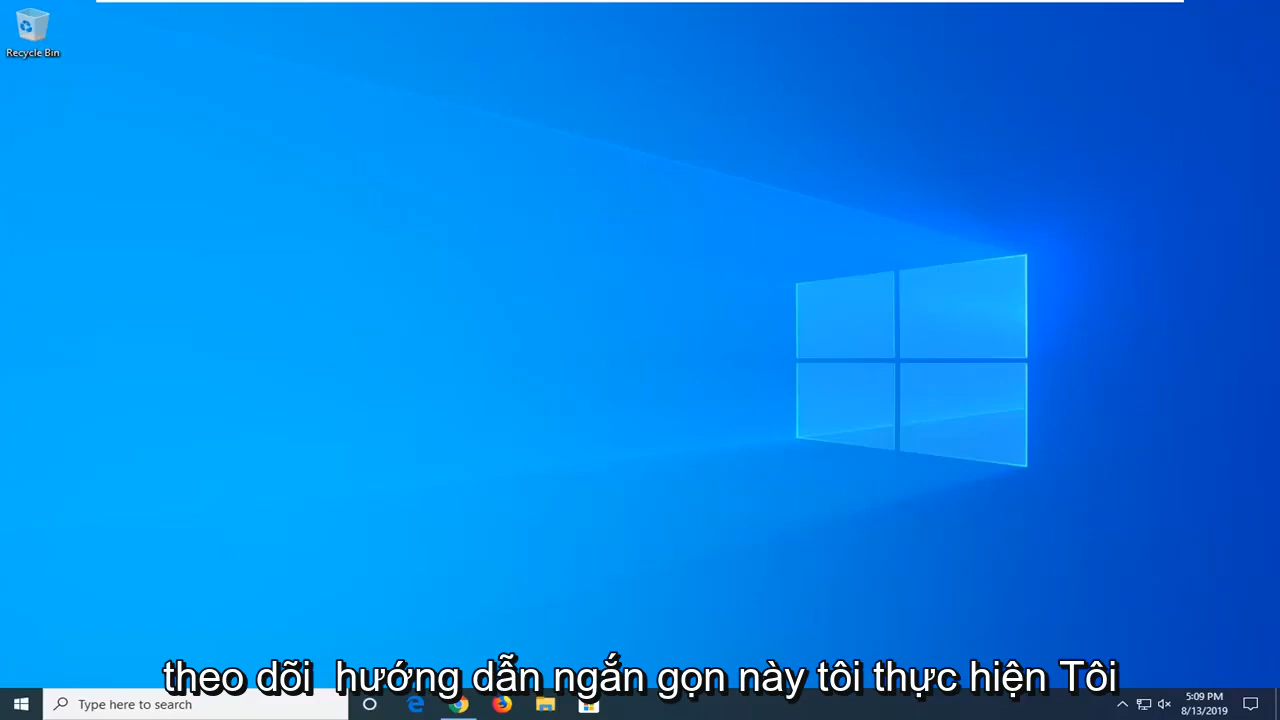 Recycle Bin
theo dõi hướng dẫn ngắn gọn này tôi thực hiện Tôi
Type here to search
5:09 PM
8/13/2019